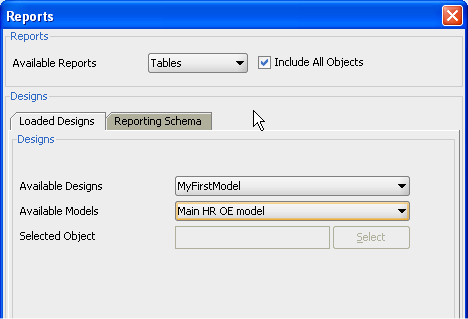 Reports
Reports
Available Reports Tables Include All Objects
Designs
Loaded Designs Reporting Schema
Designs
Available Designs MyFirstModel
Available Models Main HR OE model
Selected Object Select